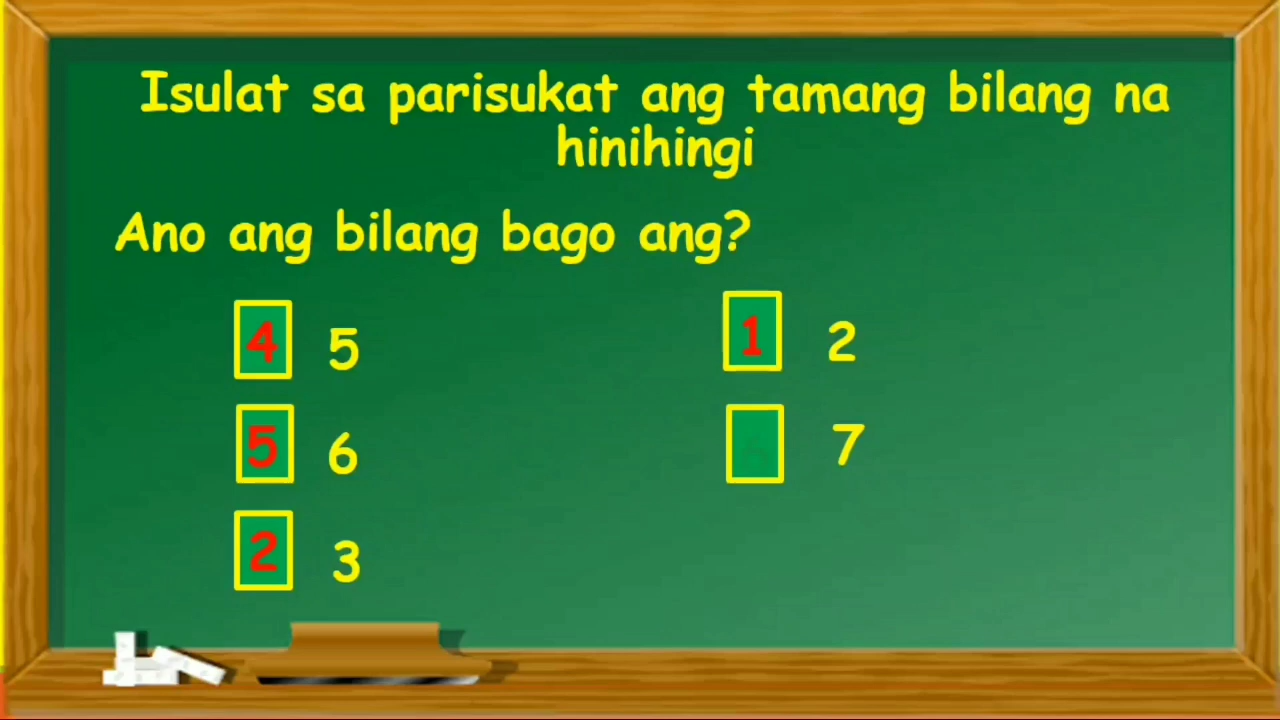 Isulat sa parisukat ang tamang bilang na
hinihingi
Ano ang bilang bago ang?
4 5
1 2
5 6
7
2 3